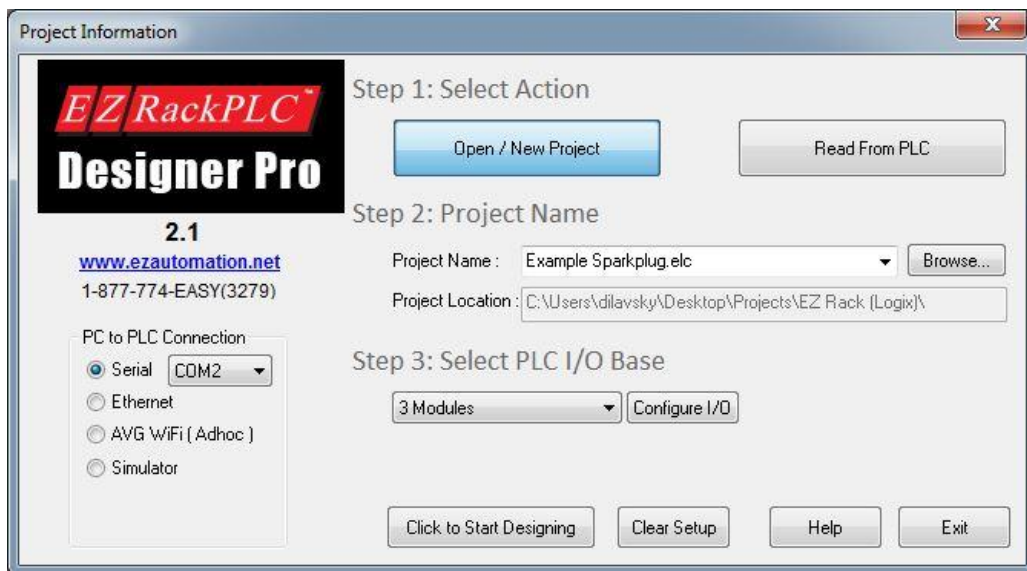 Project Information
EZRackPLC™
Designer Pro
2.1
www.ezautomation.net
1-877-774-EASY(3279)
PC to PLC Connection
Serial COM2
Ethernet
AVG WiFi ( Adhoc )
Simulator
Step 1: Select Action
Open / New Project Read From PLC
Step 2: Project Name
Project Name : Example Sparkplug.elc Browse...
Project Location : C:\Users\dilavsky\Desktop\Projects\EZ Rack (Logix)\
Step 3: Select PLC I/O Base
3 Modules Configure I/O
Click to Start Designing Clear Setup Help Exit